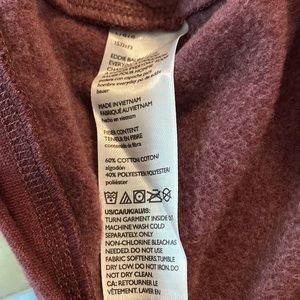 EDDIE BAUER
MADE IN VIETNAM
FABRIQUÉ AU VIETNAM
hecho en vietnam
FIBER CONTENT
TENEUR EN FIBRE
contenido de fibra
60% COTTON/COTON/
algodón
40% POLYESTER/POLYESTER/
poliéster
US/CA/UK/AU/IS:
TURN GARMENT INSIDE
MACHINE WASH COLD
SEPARATELY. ONLY
NON-CHLORINE BLEACH AS
NEEDED. DO NOT USE
FABRIC SOFTENERS. TUMBLE
DRY LOW. DO NOT IRON. DO
NOT DRY CLEAN.
CA: RETOURNER LE
VÊTEMENT. LAVER EN